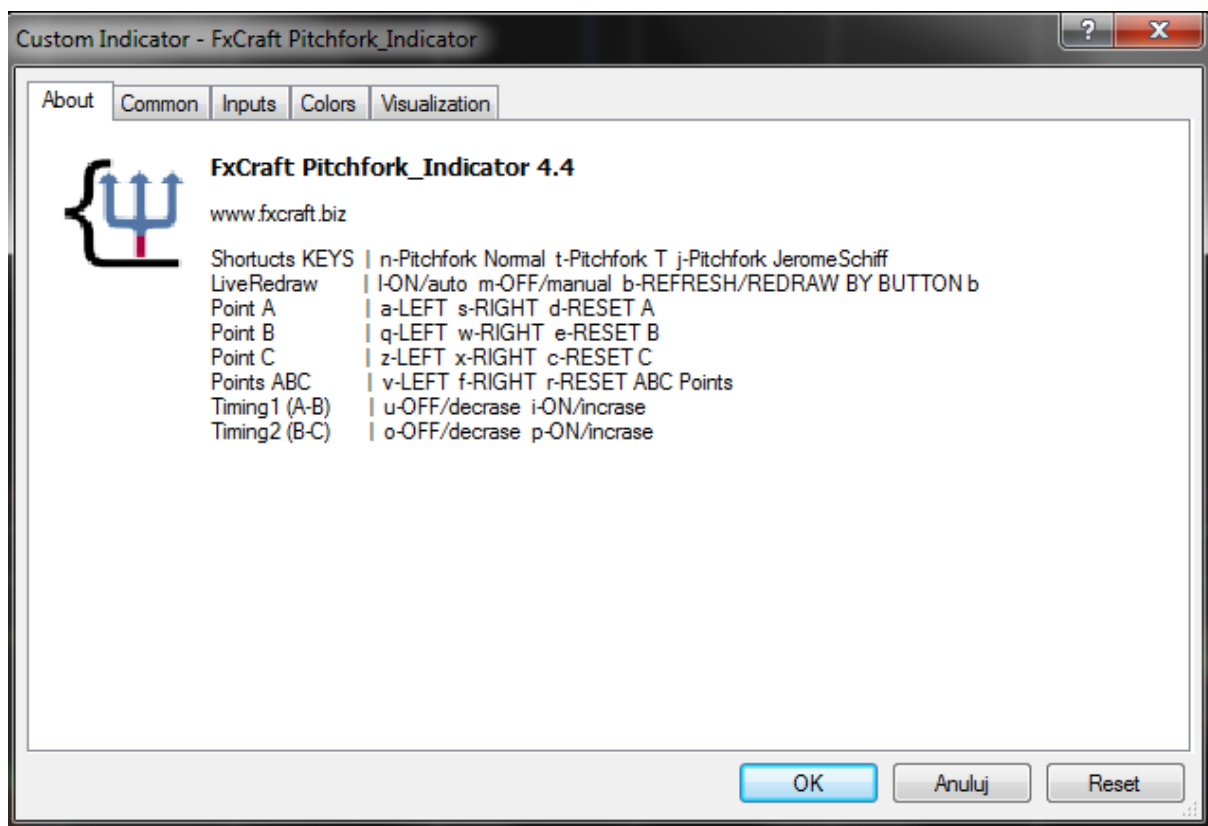 Custom Indicator - FxCraft Pitchfork_Indicator
?
About Common Inputs Colors Visualization
FxCraft Pitchfork_Indicator 4.4
www.fxcraft.biz
Shortucts KEYS | n-Pitchfork Normal t-Pitchfork T j-Pitchfork JeromeSchiff
LiveRedraw | l-ON/auto m-OFF/manual b-REFRESH/REDRAW BY BUTTON b
Point A | a-LEFT s-RIGHT d-RESET A
Point B | q-LEFT w-RIGHT e-RESET B
Point C | z-LEFT x-RIGHT c-RESET C
Points ABC | v-LEFT f-RIGHT r-RESET ABC Points
Timing1 (A-B) | u-OFF/decrase i-ON/incrase
Timing2 (B-C) | o-OFF/decrase p-ON/incrase
OK Anuluj Reset